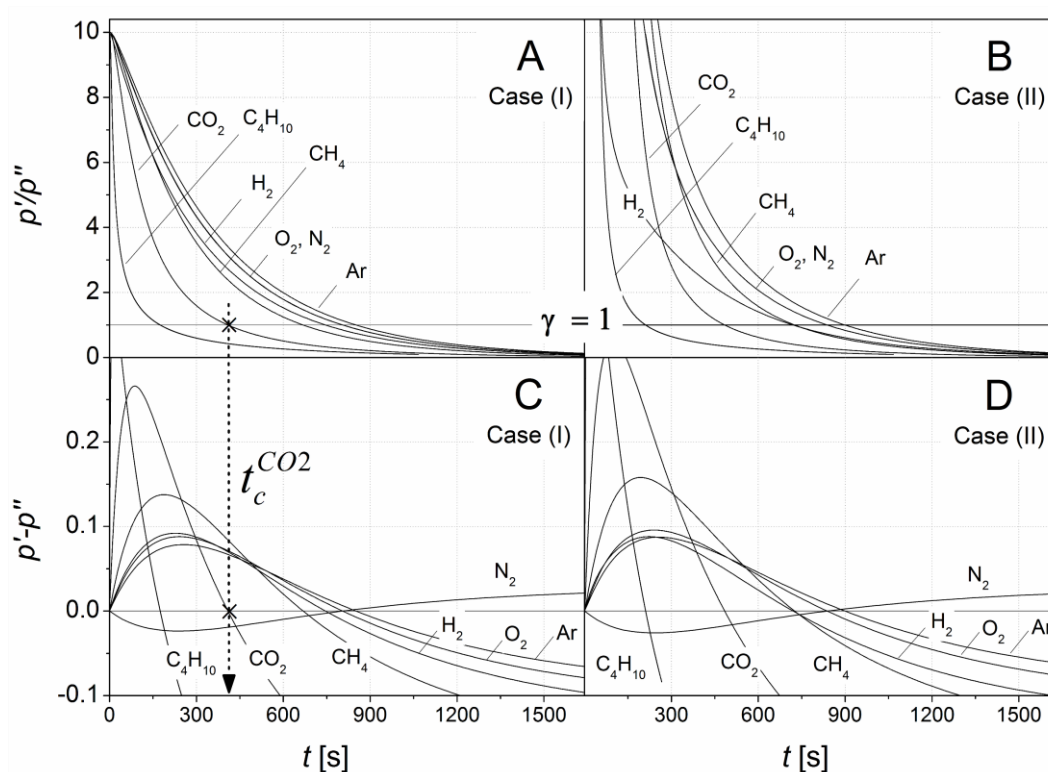 10
8
6
4
2
0
p'/p"
A
Case (I)
CO₂
C₄H₁₀
CH₄
H₂
O₂, N₂
Ar
B
Case (II)
CO₂
C₄H₁₀
H₂
CH₄
O₂, N₂
Ar
γ = 1
0.2
0.1
0.0
-0.1
p'-p"
C
Case (I)
t_c^{CO2}
N₂
C₄H₁₀
CO₂
CH₄
H₂
O₂
Ar
D
Case (II)
N₂
C₄H₁₀
CO₂
CH₄
H₂
O₂
Ar
0 300 600 900 1200 1500
300 600 900 1200 1500
t [s]
t [s]